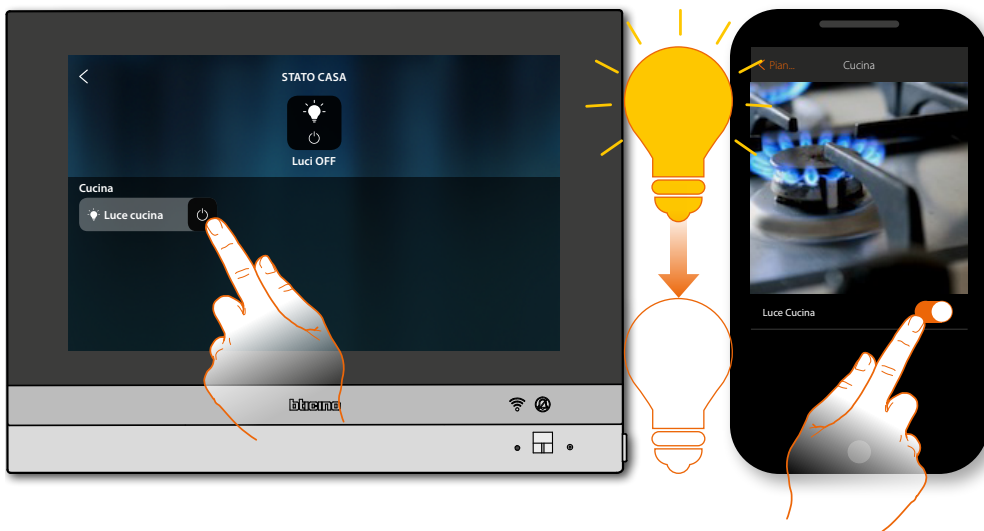 STATO CASA
Luci OFF
Cucina
Luce cucina
bticino
Pian...
Cucina
Luce Cucina